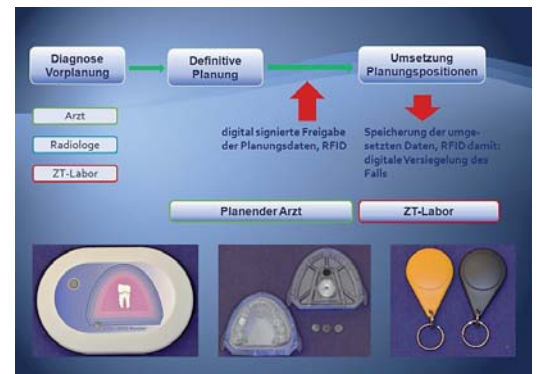 Diagnose
Vorplanung
Definitive
Planung
Umsetzung
Planungspositionen
Arzt
Radiologe
ZT-Labor
digital signierte Freigabe
der Planungsdaten, RFID
Speicherung der umge-
setzten Daten, RFID damit:
digitale Versiegelung des
Falls
Planender Arzt
ZT-Labor